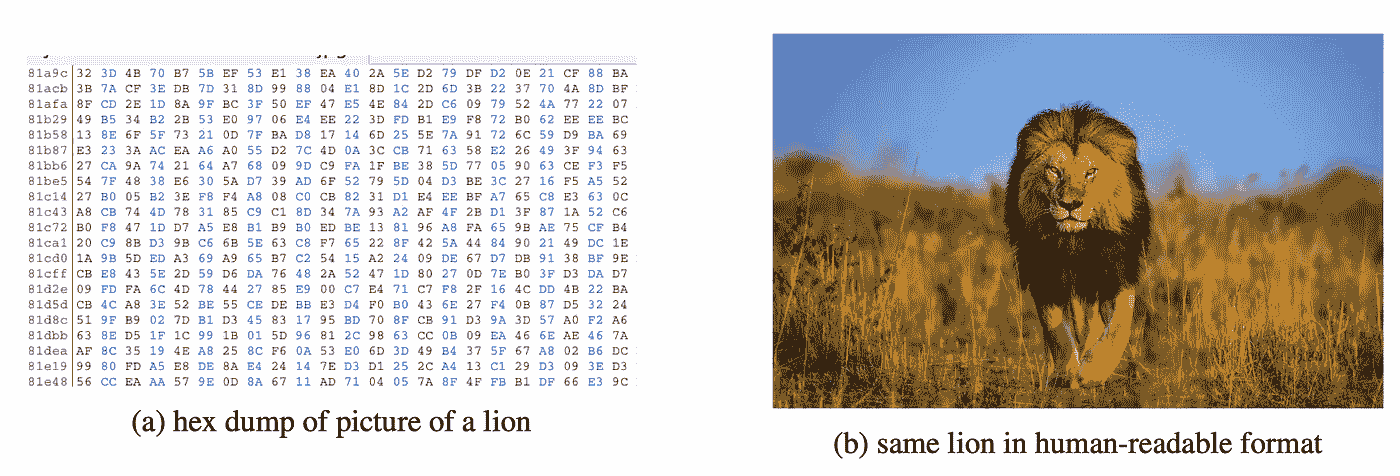 81a9c 32 3D 4B 70 B7 5B EF 53 E1 38 EA 40 2A 5E D2 79 DF D2 0E 21 CF 88 BA
81acb 3B 7A CF 3E DB 7D 31 8D 99 88 04 E1 8D 1C 2D 6D 3B 22 37 70 4A 8D BF
81afa 8F CD 2E 1D 8A 9F BC 3F 50 EF 47 E5 4E 84 2D C6 09 79 52 4A 77 22 07
81b29 49 B5 34 B2 2B 53 E0 97 06 E4 EE 22 3D FD B1 E9 F8 72 B0 62 EE EE BC
81b58 13 8E 6F 5F 73 21 0D 7F BA D8 17 14 6D 25 5E 7A 91 72 6C 59 D9 BA 69
81b87 E3 23 3A AC EA A6 A0 55 D2 7C 4D 0A 3C CB 71 63 58 E2 26 49 3F 94 63
81bb6 27 CA 9A 74 21 64 A7 68 09 9D C9 FA 1F BE 38 5D 77 05 90 63 CE F3 F5
81be5 54 7F 48 38 E6 30 5A D7 39 AD 6F 52 79 5D 04 D3 BE 3C 27 16 F5 A5 52
81c14 27 B0 05 B2 3E F8 F4 A8 08 C0 CB 82 31 D1 E4 EE BF A7 65 C8 E3 63 0C
81c43 A8 CB 74 4D 78 31 85 C9 C1 8D 34 7A 93 A2 AF 4F 2B D1 3F 87 1A 52 C6
81c72 B0 F8 47 1D D7 A5 E8 B1 B9 B0 ED BE 13 81 96 A8 FA 65 9B AE 75 CF B4
81ca1 20 C9 8B D3 9B C6 6B 5E 63 C8 F7 65 22 8F 42 5A 44 84 90 21 49 DC 1E
81cd0 1A 9B 5D ED A3 69 A9 65 B7 C2 54 15 A2 24 09 DE 67 D7 DB 91 38 BF 9E
81cff CB E8 43 5E 2D 59 D6 DA 76 48 2A 52 47 1D 80 27 0D 7E B0 3F D3 DA D7
81d2e 09 FD FA 6C 4D 78 44 27 85 E9 00 C7 E4 71 C7 F8 2F 16 4C DD 4B 22 BA
81d5d CB 4C A8 3E 52 BE 55 CE DE BB E3 D4 F0 B0 43 6E 27 F4 0B 87 D5 32 24
81d8c 51 9F B9 02 7D B1 D3 45 83 17 95 BD 70 8F CB 91 D3 9A 3D 57 A0 F2 A6
81dbb 63 8E D5 1F 1C 99 1B 01 5D 96 81 2C 98 63 CC 0B 09 EA 46 6E AE 46 7A
81dea AF 8C 35 19 4E A8 25 8C F6 0A 53 E0 6D 3D 49 B4 37 5F 67 A8 02 B6 DC
81e19 99 80 FD A5 E8 DE 8A E4 24 14 7E D3 D1 25 2C A4 13 C1 29 D3 09 3E D3
81e48 56 CC EA AA 57 9E 0D 8A 67 11 AD 71 04 05 7A 8F 4F FB B1 DF 66 E3 9C
(a) hex dump of picture of a lion
(b) same lion in human-readable format